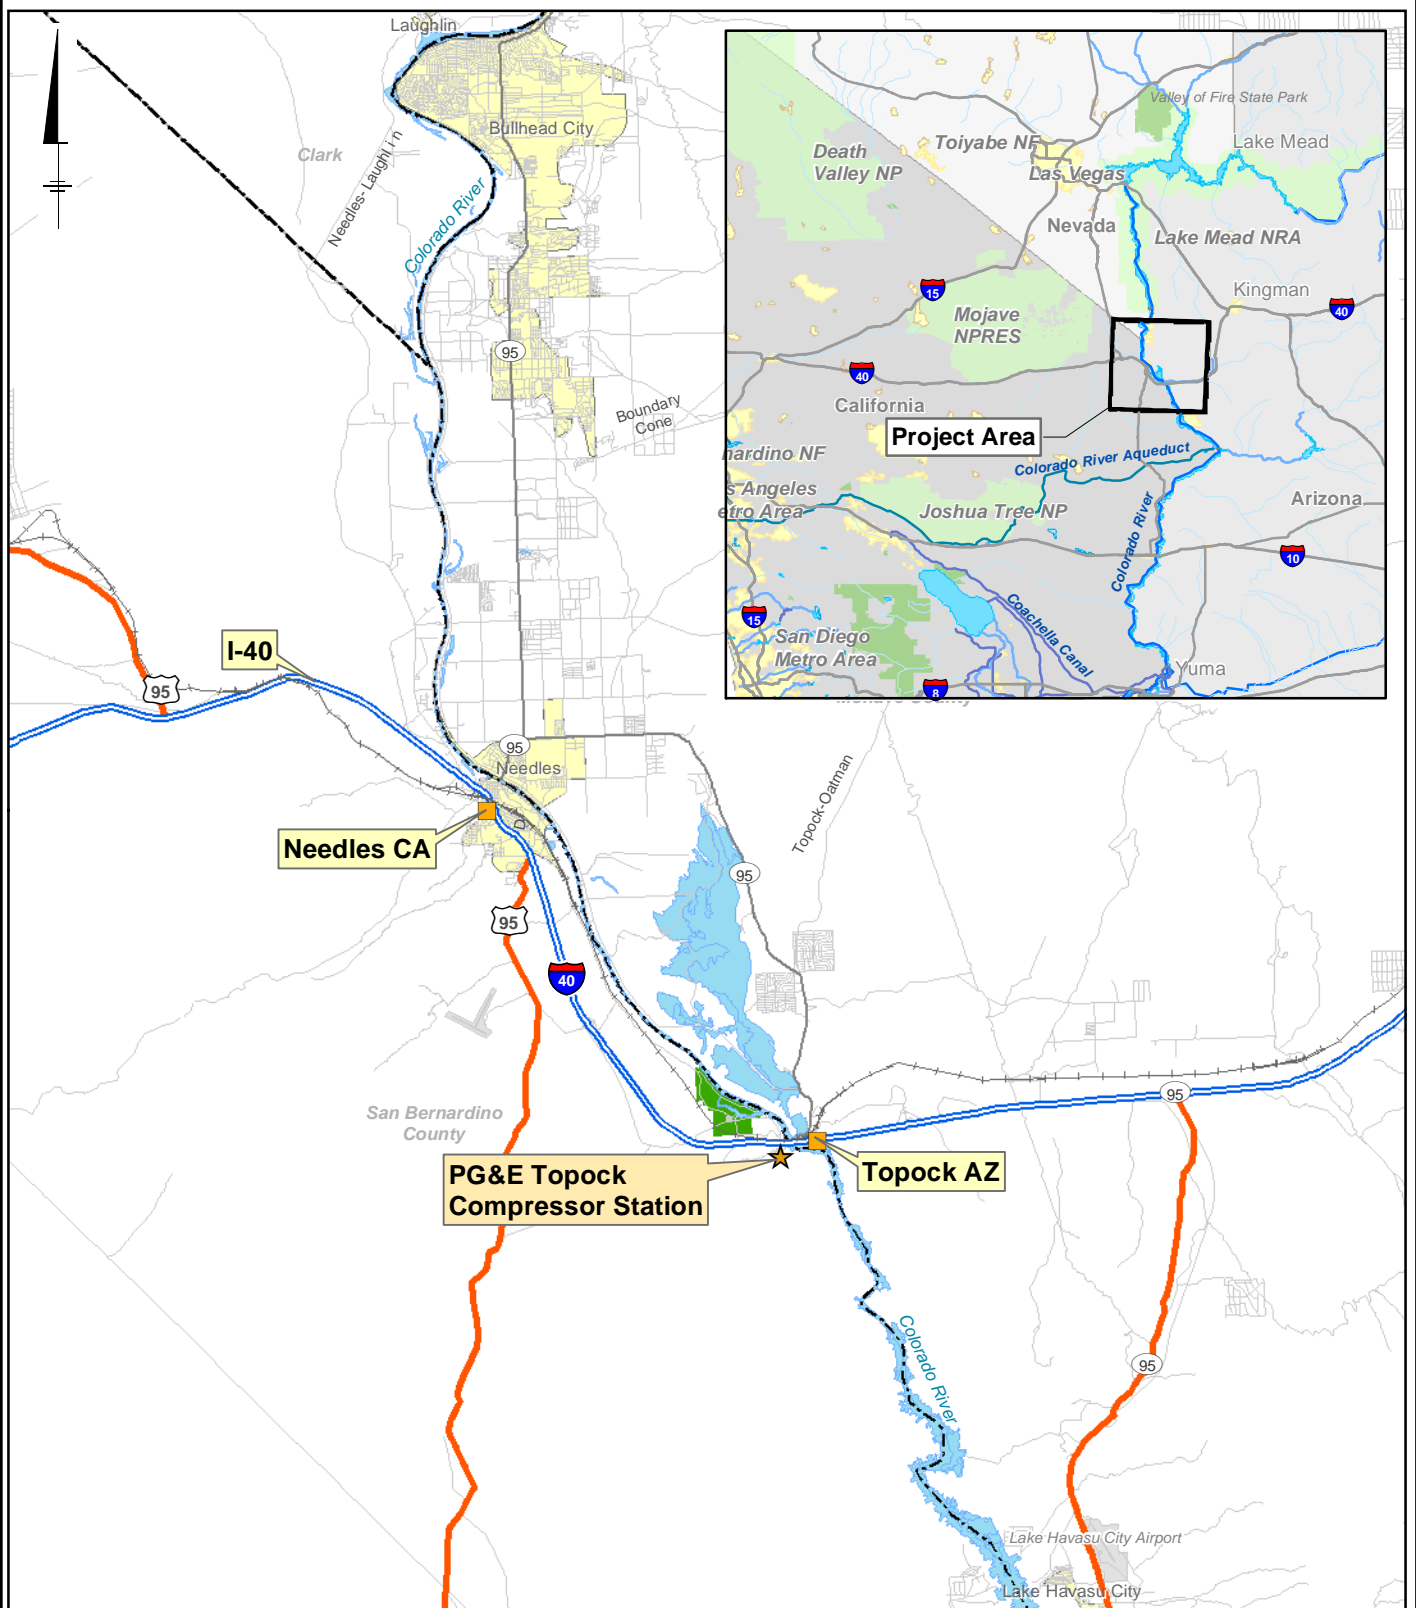 Laughlin
Bullhead City
Clark
Needles- Laughl i n
Colorado River
95
Boundary
Cone
I-40
95
95
Needles
D
Needles CA
95
40
95
Topock-Oatman
San Bernardino
County
PG&E Topock
Compressor Station
Topock AZ
95
95
Colorado River
Lake Havasu City Airport
Lake Havasu City
Valley of Fire State Park
Toiyabe NF
Lake Mead
Death
Valley NP
Las Vegas
Nevada
Lake Mead NRA
15
Kingman
40
Mojave
NPRES
40
California
Project Area
nardino NF
Colorado River Aqueduct
s Angeles
etro Area
Joshua Tree NP
Arizona
Colorado River
10
Coachella Canal
15
San Diego
Metro Area
Yuma
8